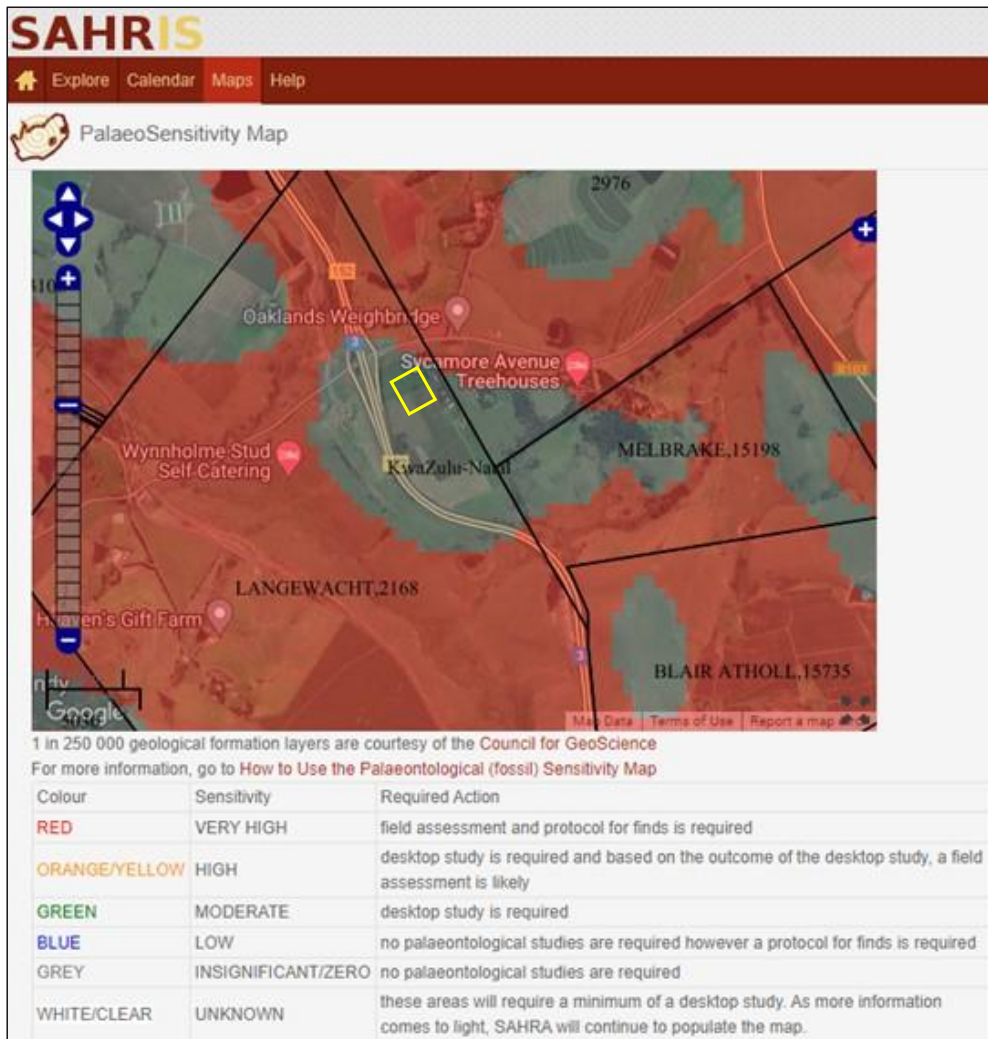 SAHRIS
Explore Calendar Maps Help
PalaeoSensitivity Map
2976
Oaklands Weighbridge
3
Sycamore Avenue
Treehouses
Wynnholme Stud
Self Catering
KwaZulu-Natal
MELBRAKE,15198
LANGEWACHT,2168
Heaven's Gift Farm
3
BLAIR ATHOLL,15735
Google
Map Data Terms of Use Report a map
1 in 250 000 geological formation layers are courtesy of the Council for GeoScience
For more information, go to How to Use the Palaeontological (fossil) Sensitivity Map
Colour Sensitivity Required Action
RED VERY HIGH field assessment and protocol for finds is required
ORANGE/YELLOW HIGH desktop study is required and based on the outcome of the desktop study, a field
assessment is likely
GREEN MODERATE desktop study is required
BLUE LOW no palaeontological studies are required however a protocol for finds is required
GREY INSIGNIFICANT/ZERO no palaeontological studies are required
WHITE/CLEAR UNKNOWN these areas will require a minimum of a desktop study. As more information
comes to light, SAHRA will continue to populate the map.